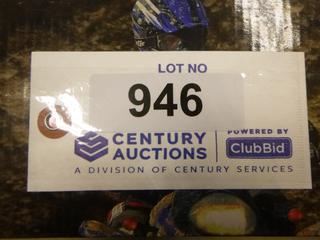 LOT NO
946
CENTURY
AUCTIONS
POWERED BY
ClubBid
A DIVISION OF CENTURY SERVICES